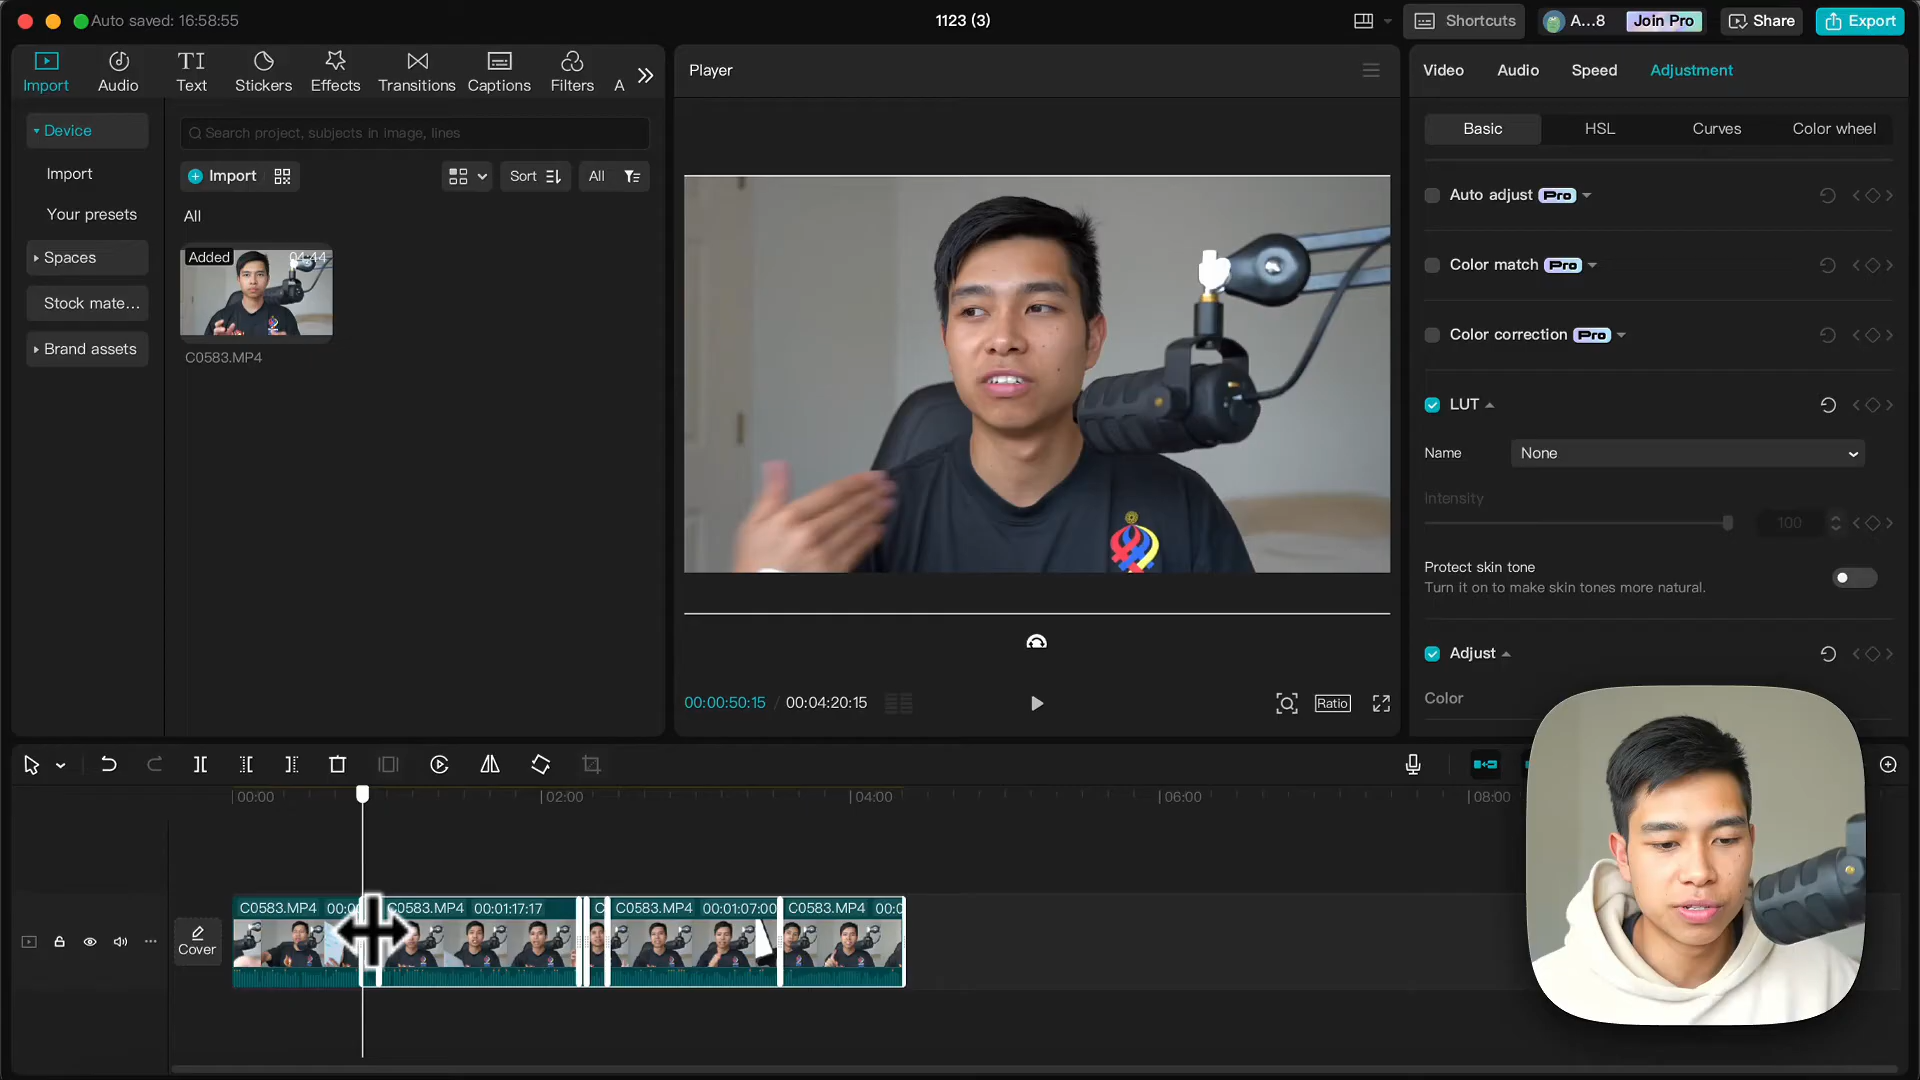 Auto saved: 16:58:55
1123 (3)
Shortcuts
A...8
Join Pro
Share
Export
Import
Audio
Text
Stickers
Effects
Transitions
Captions
Filters
A
Device
Import
Your presets
Spaces
Stock mate...
Brand assets
Search project, subjects in image, lines
Import
Sort
All
All
Added
04:44
C0583.MP4
Player
00:00:50:15 / 00:04:20:15
Ratio
Video
Audio
Speed
Adjustment
Basic
HSL
Curves
Color wheel
Auto adjust Pro
Color match Pro
Color correction Pro
LUT
Name
None
Intensity
100
Protect skin tone
Turn it on to make skin tones more natural.
Adjust
Color
00:00
02:00
04:00
06:00
08:00
Cover
C0583.MP4
C0583.MP4 00:01:17:17
C
C0583.MP4 00:01:07:00
C0583.MP4